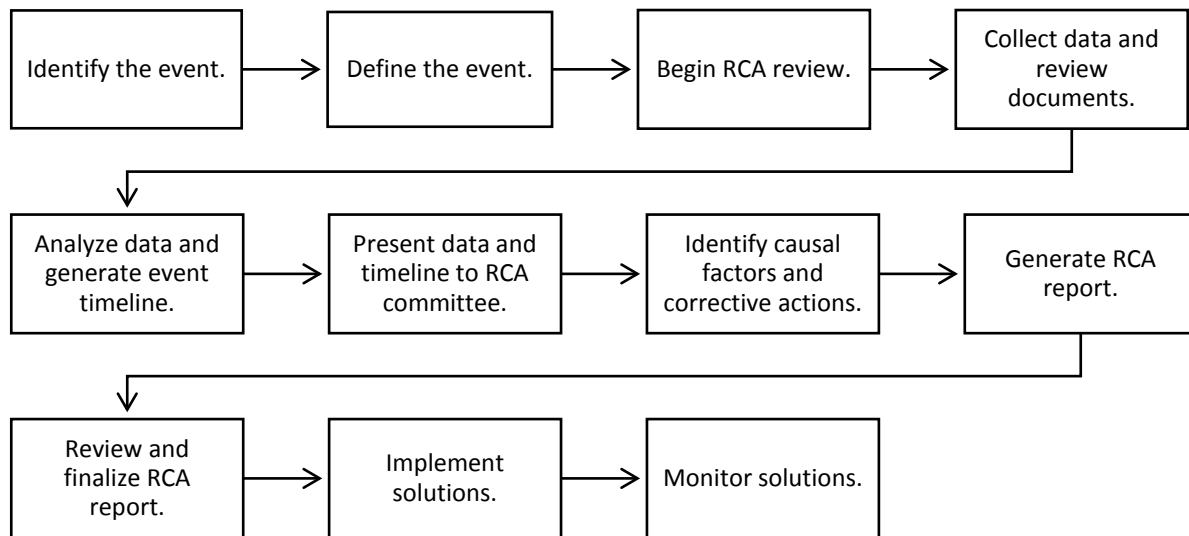 Identify the event.
Define the event.
Begin RCA review.
Collect data and
review
documents.
Analyze data and
generate event
timeline.
Present data and
timeline to RCA
committee.
Identify causal
factors and
corrective actions.
Generate RCA
report.
Review and
finalize RCA
report.
Implement
solutions.
Monitor solutions.